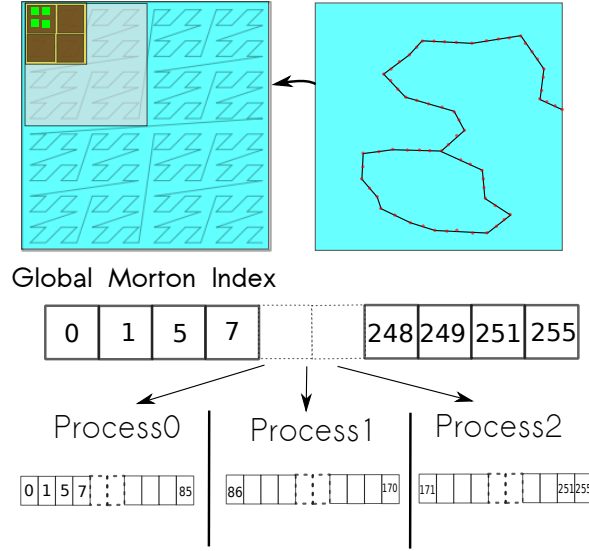 Global Morton Index
0 1 5 7 248 249 251 255
Process0 Process1 Process2
0 1 5 7 85 86 170 171 251 255